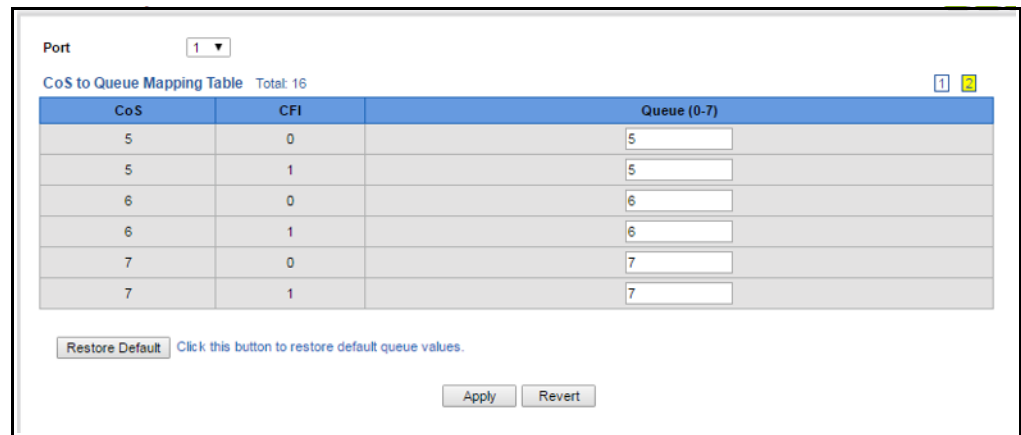 Port 1
CoS to Queue Mapping Table Total: 16 1 2
CoS CFI Queue (0-7)
5 0 5
5 1 5
6 0 6
6 1 6
7 0 7
7 1 7
Restore Default Click this button to restore default queue values.
Apply Revert